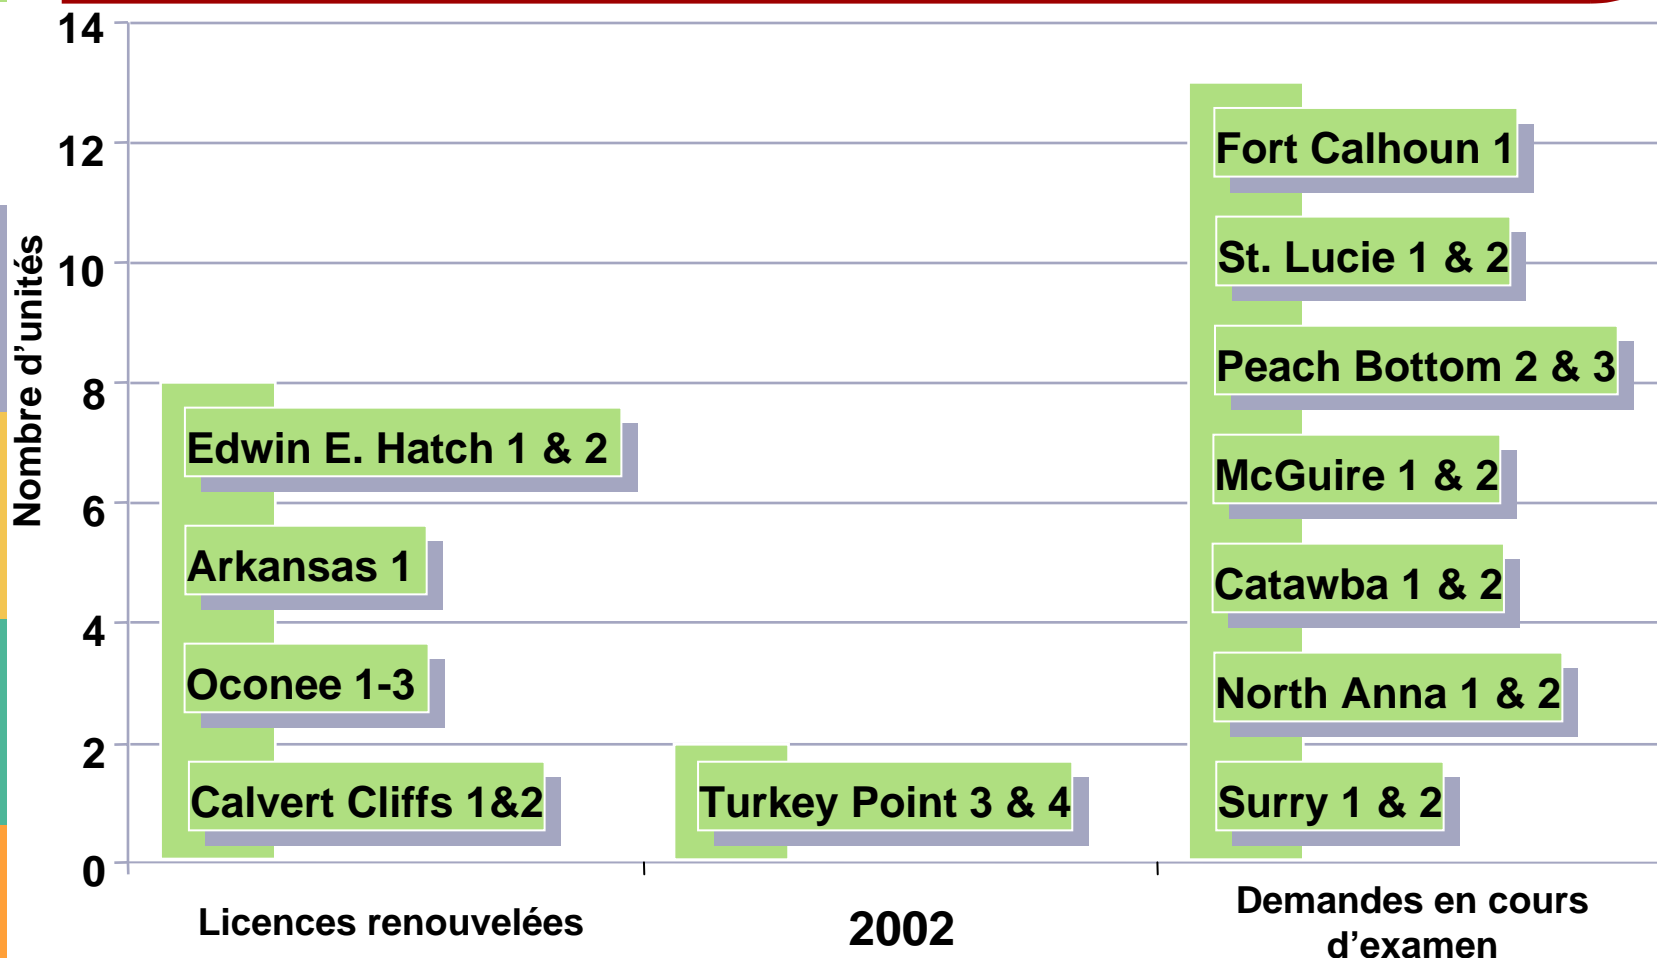 14
12
10
8
6
4
2
0
Nombre d’unités
Edwin E. Hatch 1 & 2
Arkansas 1
Oconee 1-3
Calvert Cliffs 1&2
Turkey Point 3 & 4
Fort Calhoun 1
St. Lucie 1 & 2
Peach Bottom 2 & 3
McGuire 1 & 2
Catawba 1 & 2
North Anna 1 & 2
Surry 1 & 2
Licences renouvelées
2002
Demandes en cours
d’examen